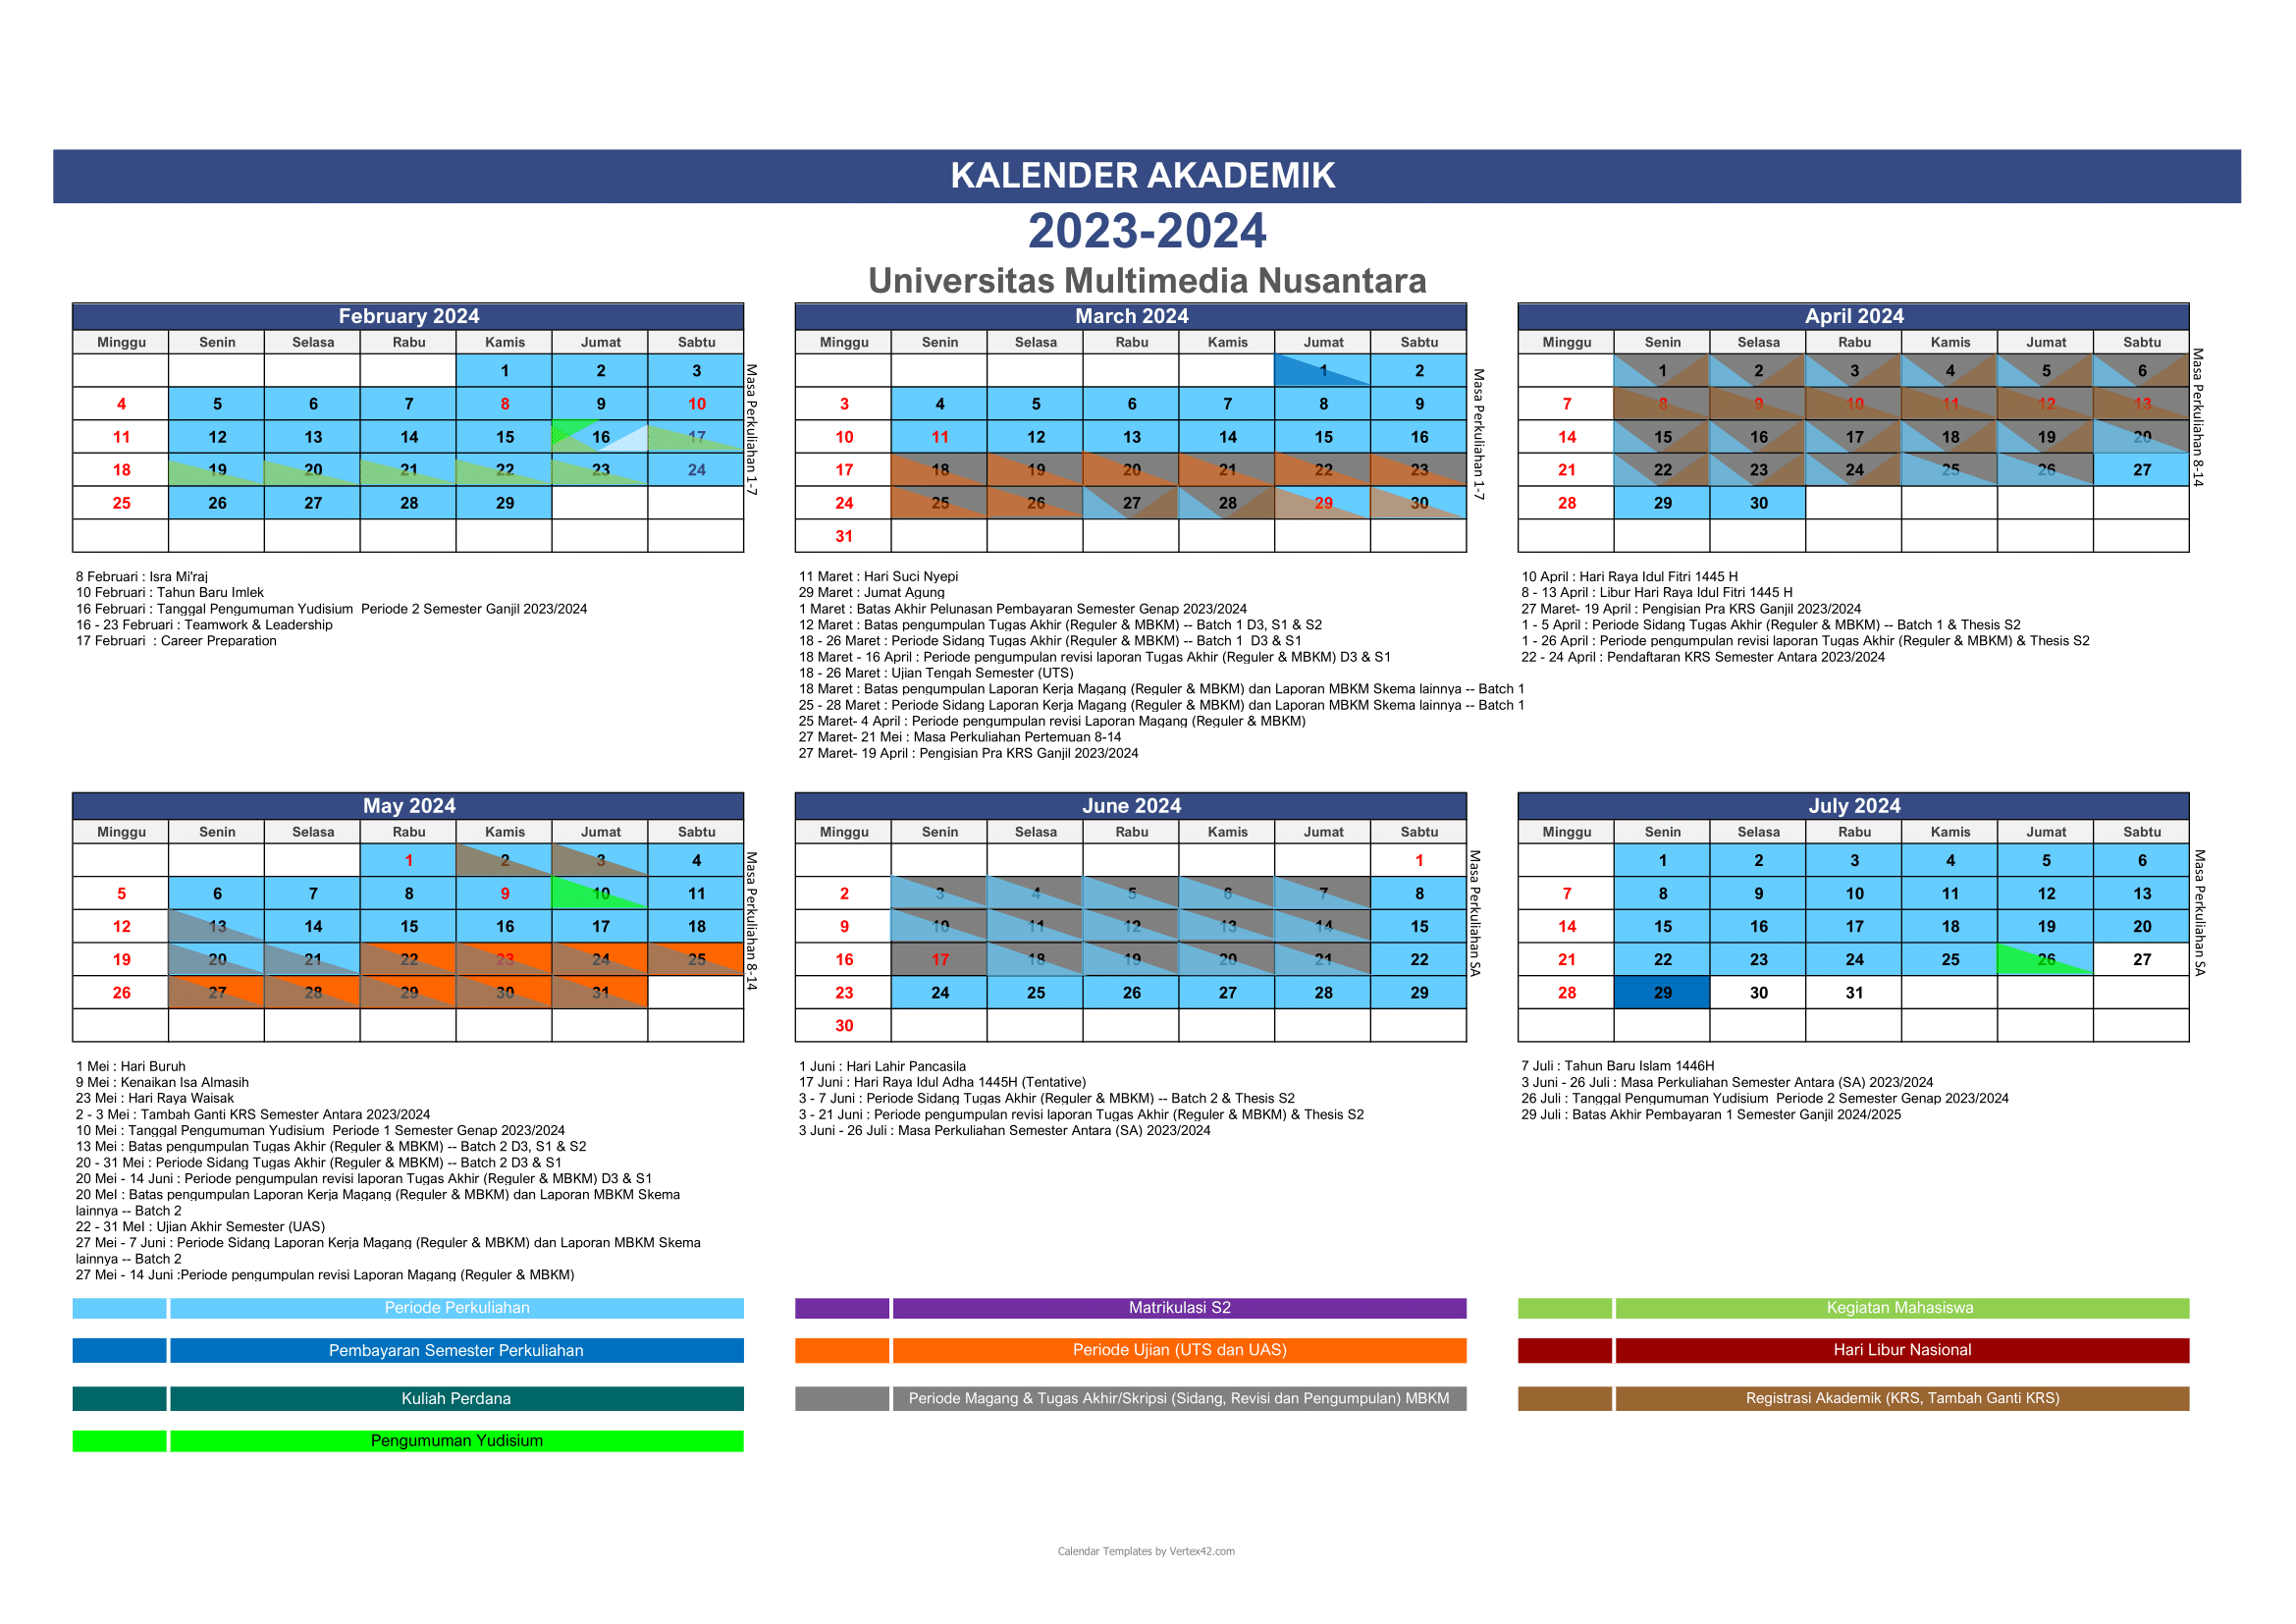 KALENDER AKADEMIK
2023-2024
Universitas Multimedia Nusantara
February 2024
Minggu Senin Selasa Rabu Kamis Jumat Sabtu
1 2 3
4 5 6 7 8 9 10
11 12 13 14 15 16 17
18 19 20 21 22 23 24
25 26 27 28 29
Masa Perkuliahan 1-7
8 Februari : Isra Mi'raj
10 Februari : Tahun Baru Imlek
16 Februari : Tanggal Pengumuman Yudisium Periode 2 Semester Ganjil 2023/2024
16 - 23 Februari : Teamwork & Leadership
17 Februari : Career Preparation
March 2024
Minggu Senin Selasa Rabu Kamis Jumat Sabtu
1 2
3 4 5 6 7 8 9
10 11 12 13 14 15 16
17 18 19 20 21 22 23
24 25 26 27 28 29 30
31
Masa Perkuliahan 1-7
11 Maret : Hari Suci Nyepi
29 Maret : Jumat Agung
1 Maret : Batas Akhir Pelunasan Pembayaran Semester Genap 2023/2024
12 Maret : Batas pengumpulan Tugas Akhir (Reguler & MBKM) -- Batch 1 D3, S1 & S2
18 - 26 Maret : Periode Sidang Tugas Akhir (Reguler & MBKM) -- Batch 1 D3 & S1
18 Maret - 16 April : Periode pengumpulan revisi laporan Tugas Akhir (Reguler & MBKM) D3 & S1
18 - 26 Maret : Ujian Tengah Semester (UTS)
18 Maret : Batas pengumpulan Laporan Kerja Magang (Reguler & MBKM) dan Laporan MBKM Skema lainnya -- Batch 1
25 - 28 Maret : Periode Sidang Laporan Kerja Magang (Reguler & MBKM) dan Laporan MBKM Skema lainnya -- Batch 1
25 Maret- 4 April : Periode pengumpulan revisi Laporan Magang (Reguler & MBKM)
27 Maret- 21 Mei : Masa Perkuliahan Pertemuan 8-14
27 Maret- 19 April : Pengisian Pra KRS Ganjil 2023/2024
April 2024
Minggu Senin Selasa Rabu Kamis Jumat Sabtu
1 2 3 4 5 6
7 8 9 10 11 12 13
14 15 16 17 18 19 20
21 22 23 24 25 26 27
28 29 30
Masa Perkuliahan 8-14
10 April : Hari Raya Idul Fitri 1445 H
8 - 13 April : Libur Hari Raya Idul Fitri 1445 H
27 Maret- 19 April : Pengisian Pra KRS Ganjil 2023/2024
1 - 5 April : Periode Sidang Tugas Akhir (Reguler & MBKM) -- Batch 1 & Thesis S2
1 - 26 April : Periode pengumpulan revisi laporan Tugas Akhir (Reguler & MBKM) & Thesis S2
22 - 24 April : Pendaftaran KRS Semester Antara 2023/2024
May 2024
Minggu Senin Selasa Rabu Kamis Jumat Sabtu
1 2 3 4
5 6 7 8 9 10 11
12 13 14 15 16 17 18
19 20 21 22 23 24 25
26 27 28 29 30 31
Masa Perkuliahan 8-14
1 Mei : Hari Buruh
9 Mei : Kenaikan Isa Almasih
23 Mei : Hari Raya Waisak
2 - 3 Mei : Tambah Ganti KRS Semester Antara 2023/2024
10 Mei : Tanggal Pengumuman Yudisium Periode 1 Semester Genap 2023/2024
13 Mei : Batas pengumpulan Tugas Akhir (Reguler & MBKM) -- Batch 2 D3, S1 & S2
20 - 31 Mei : Periode Sidang Tugas Akhir (Reguler & MBKM) -- Batch 2 D3 & S1
20 Mei - 14 Juni : Periode pengumpulan revisi laporan Tugas Akhir (Reguler & MBKM) D3 & S1
20 MeI : Batas pengumpulan Laporan Kerja Magang (Reguler & MBKM) dan Laporan MBKM Skema
lainnya -- Batch 2
22 - 31 MeI : Ujian Akhir Semester (UAS)
27 Mei - 7 Juni : Periode Sidang Laporan Kerja Magang (Reguler & MBKM) dan Laporan MBKM Skema
lainnya -- Batch 2
27 Mei - 14 Juni :Periode pengumpulan revisi Laporan Magang (Reguler & MBKM)
June 2024
Minggu Senin Selasa Rabu Kamis Jumat Sabtu
1
2 3 4 5 6 7 8
9 10 11 12 13 14 15
16 17 18 19 20 21 22
23 24 25 26 27 28 29
30
Masa Perkuliahan SA
1 Juni : Hari Lahir Pancasila
17 Juni : Hari Raya Idul Adha 1445H (Tentative)
3 - 7 Juni : Periode Sidang Tugas Akhir (Reguler & MBKM) -- Batch 2 & Thesis S2
3 - 21 Juni : Periode pengumpulan revisi laporan Tugas Akhir (Reguler & MBKM) & Thesis S2
3 Juni - 26 Juli : Masa Perkuliahan Semester Antara (SA) 2023/2024
July 2024
Minggu Senin Selasa Rabu Kamis Jumat Sabtu
1 2 3 4 5 6
7 8 9 10 11 12 13
14 15 16 17 18 19 20
21 22 23 24 25 26 27
28 29 30 31
Masa Perkuliahan SA
7 Juli : Tahun Baru Islam 1446H
3 Juni - 26 Juli : Masa Perkuliahan Semester Antara (SA) 2023/2024
26 Juli : Tanggal Pengumuman Yudisium Periode 2 Semester Genap 2023/2024
29 Juli : Batas Akhir Pembayaran 1 Semester Ganjil 2024/2025
Periode Perkuliahan
Matrikulasi S2
Kegiatan Mahasiswa
Pembayaran Semester Perkuliahan
Periode Ujian (UTS dan UAS)
Hari Libur Nasional
Kuliah Perdana
Periode Magang & Tugas Akhir/Skripsi (Sidang, Revisi dan Pengumpulan) MBKM
Registrasi Akademik (KRS, Tambah Ganti KRS)
Pengumuman Yudisium
Calendar Templates by Vertex42.com